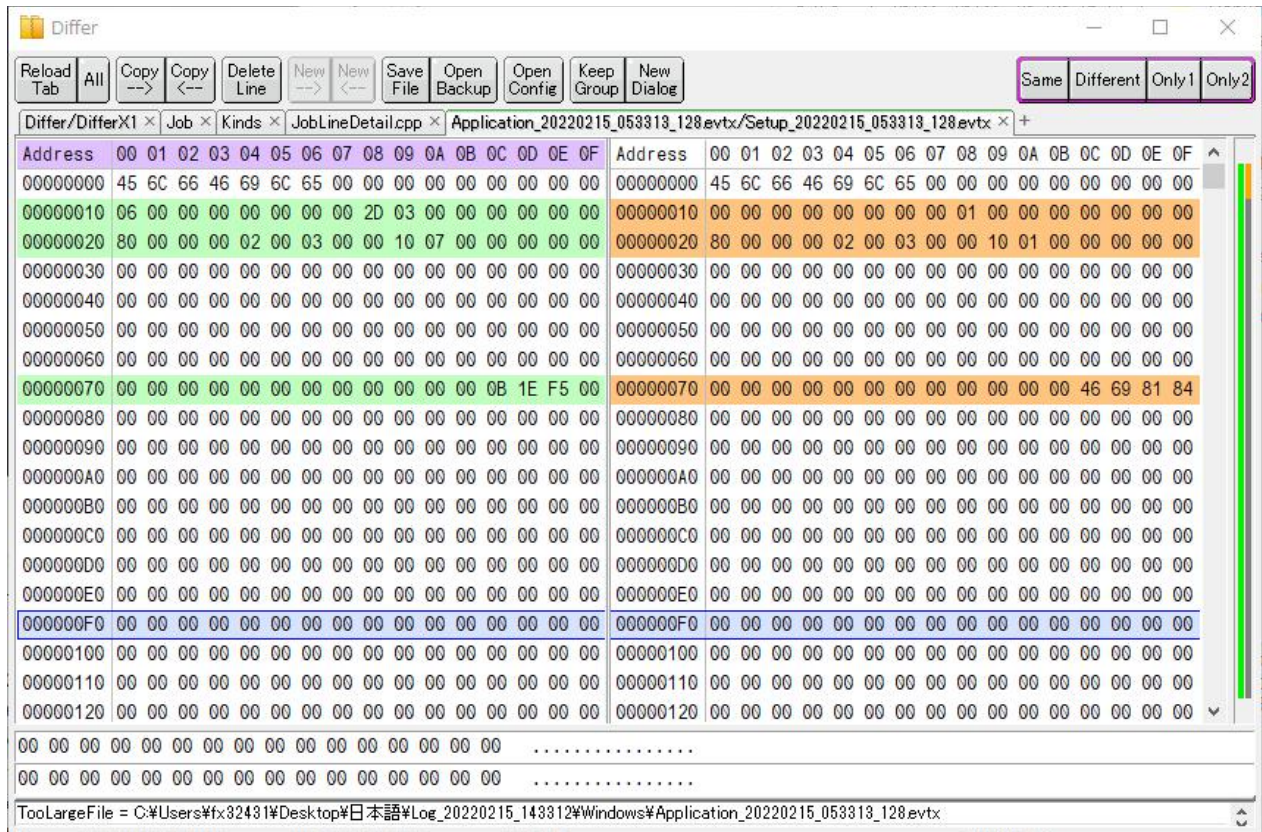 Differ
Reload Tab All Copy --> Copy <-- Delete Line New --> New <-- Save File Open Backup Open Config Keep Group New Dialog Same Different Only1 Only2
Differ/DifferX1 × Job × Kinds × JobLineDetail.cpp × Application_20220215_053313_128.evtx/Setup_20220215_053313_128.evtx × +
Address 00 01 02 03 04 05 06 07 08 09 0A 0B 0C 0D 0E 0F Address 00 01 02 03 04 05 06 07 08 09 0A 0B 0C 0D 0E 0F
00000000 45 6C 66 46 69 6C 65 00 00 00 00 00 00 00 00 00 00000000 45 6C 66 46 69 6C 65 00 00 00 00 00 00 00 00 00
00000010 06 00 00 00 00 00 00 00 2D 03 00 00 00 00 00 00 00000010 00 00 00 00 00 00 00 00 01 00 00 00 00 00 00 00
00000020 80 00 00 00 02 00 03 00 00 10 07 00 00 00 00 00 00000020 80 00 00 00 02 00 03 00 00 10 01 00 00 00 00 00
00000030 00 00 00 00 00 00 00 00 00 00 00 00 00 00 00 00 00000030 00 00 00 00 00 00 00 00 00 00 00 00 00 00 00 00
00000040 00 00 00 00 00 00 00 00 00 00 00 00 00 00 00 00 00000040 00 00 00 00 00 00 00 00 00 00 00 00 00 00 00 00
00000050 00 00 00 00 00 00 00 00 00 00 00 00 00 00 00 00 00000050 00 00 00 00 00 00 00 00 00 00 00 00 00 00 00 00
00000060 00 00 00 00 00 00 00 00 00 00 00 00 00 00 00 00 00000060 00 00 00 00 00 00 00 00 00 00 00 00 00 00 00 00
00000070 00 00 00 00 00 00 00 00 00 00 00 00 0B 1E F5 00 00000070 00 00 00 00 00 00 00 00 00 00 00 00 46 69 81 84
00000080 00 00 00 00 00 00 00 00 00 00 00 00 00 00 00 00 00000080 00 00 00 00 00 00 00 00 00 00 00 00 00 00 00 00
00000090 00 00 00 00 00 00 00 00 00 00 00 00 00 00 00 00 00000090 00 00 00 00 00 00 00 00 00 00 00 00 00 00 00 00
000000A0 00 00 00 00 00 00 00 00 00 00 00 00 00 00 00 00 000000A0 00 00 00 00 00 00 00 00 00 00 00 00 00 00 00 00
000000B0 00 00 00 00 00 00 00 00 00 00 00 00 00 00 00 00 000000B0 00 00 00 00 00 00 00 00 00 00 00 00 00 00 00 00
000000C0 00 00 00 00 00 00 00 00 00 00 00 00 00 00 00 00 000000C0 00 00 00 00 00 00 00 00 00 00 00 00 00 00 00 00
000000D0 00 00 00 00 00 00 00 00 00 00 00 00 00 00 00 00 000000D0 00 00 00 00 00 00 00 00 00 00 00 00 00 00 00 00
000000E0 00 00 00 00 00 00 00 00 00 00 00 00 00 00 00 00 000000E0 00 00 00 00 00 00 00 00 00 00 00 00 00 00 00 00
000000F0 00 00 00 00 00 00 00 00 00 00 00 00 00 00 00 00 000000F0 00 00 00 00 00 00 00 00 00 00 00 00 00 00 00 00
00000100 00 00 00 00 00 00 00 00 00 00 00 00 00 00 00 00 00000100 00 00 00 00 00 00 00 00 00 00 00 00 00 00 00 00
00000110 00 00 00 00 00 00 00 00 00 00 00 00 00 00 00 00 00000110 00 00 00 00 00 00 00 00 00 00 00 00 00 00 00 00
00000120 00 00 00 00 00 00 00 00 00 00 00 00 00 00 00 00 00000120 00 00 00 00 00 00 00 00 00 00 00 00 00 00 00 00
00 00 00 00 00 00 00 00 00 00 00 00 00 00 00 00 ................
00 00 00 00 00 00 00 00 00 00 00 00 00 00 00 00 ................
TooLargeFile = C:¥Users¥fx32431¥Desktop¥日本語¥Log_20220215_143312¥Windows¥Application_20220215_053313_128.evtx